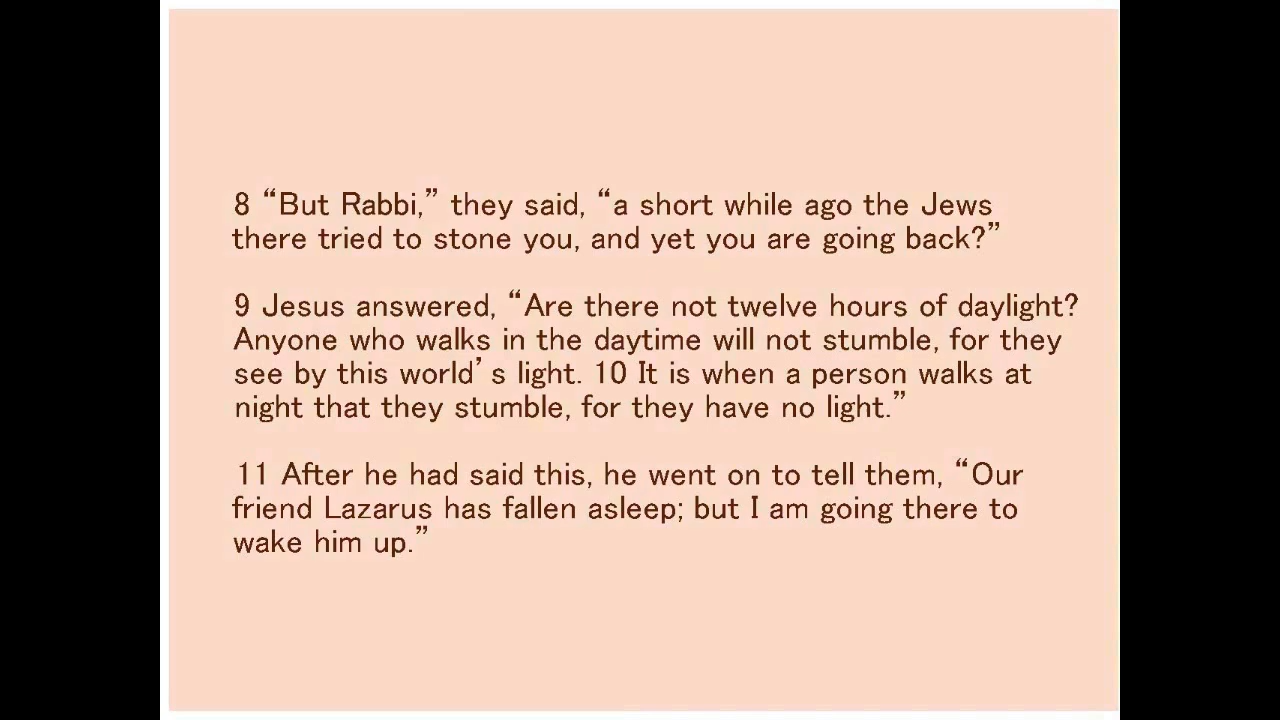 8 “But Rabbi,” they said, “a short while ago the Jews
there tried to stone you, and yet you are going back?”
9 Jesus answered, “Are there not twelve hours of daylight?
Anyone who walks in the daytime will not stumble, for they
see by this world’s light. 10 It is when a person walks at
night that they stumble, for they have no light.”
11 After he had said this, he went on to tell them, “Our
friend Lazarus has fallen asleep; but I am going there to
wake him up.”